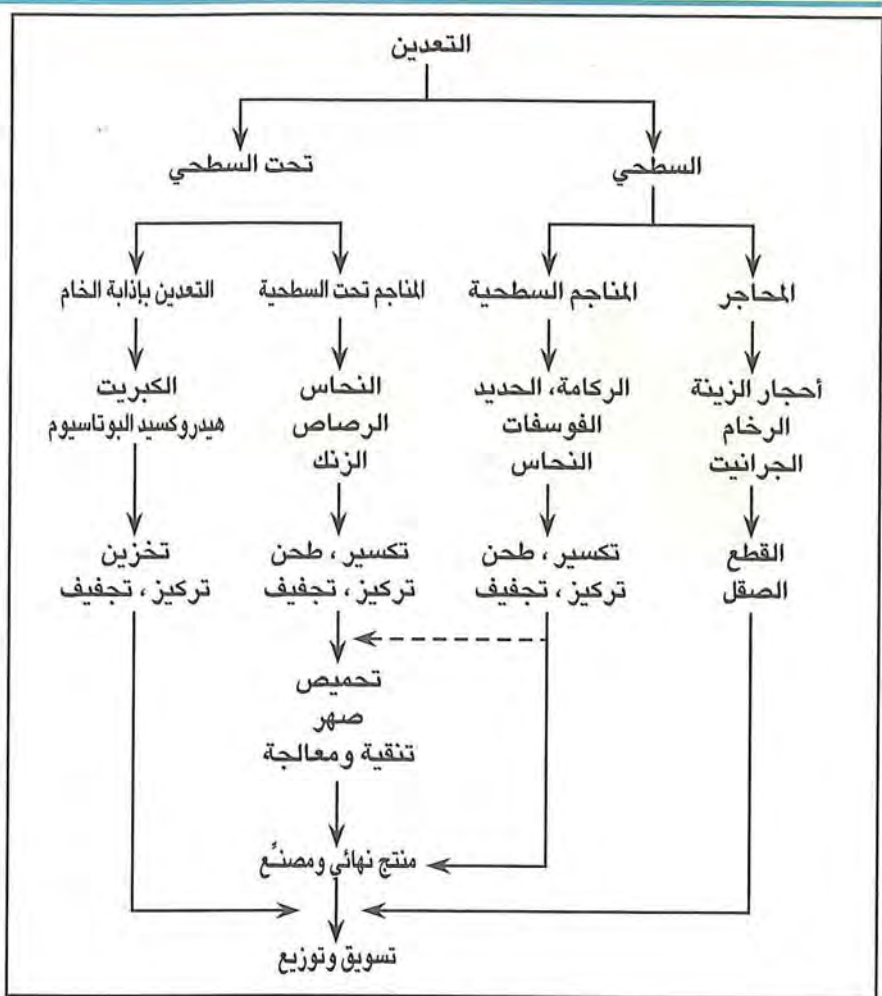 التعدين
السطحي
تحت السطحي
المحاجر
المناجم السطحية
المناجم تحت السطحية
التعدين بإذابة الخام
أحجار الزينة
الرخام
الجرانيت
الركامة، الحديد
الفوسفات
النحاس
النحاس
الرصاص
الزنك
الكبريت
هيدروكسيد البوتاسيوم
القطع
الصقل
تكسير ، طحن
تركيز ، تجفيف
تكسير ، طحن
تركيز ، تجفيف
تخزين
تركيز ، تجفيف
تحميص
صهر
تنقية ومعالجة
منتج نهائي ومصنَّع
تسويق وتوزيع